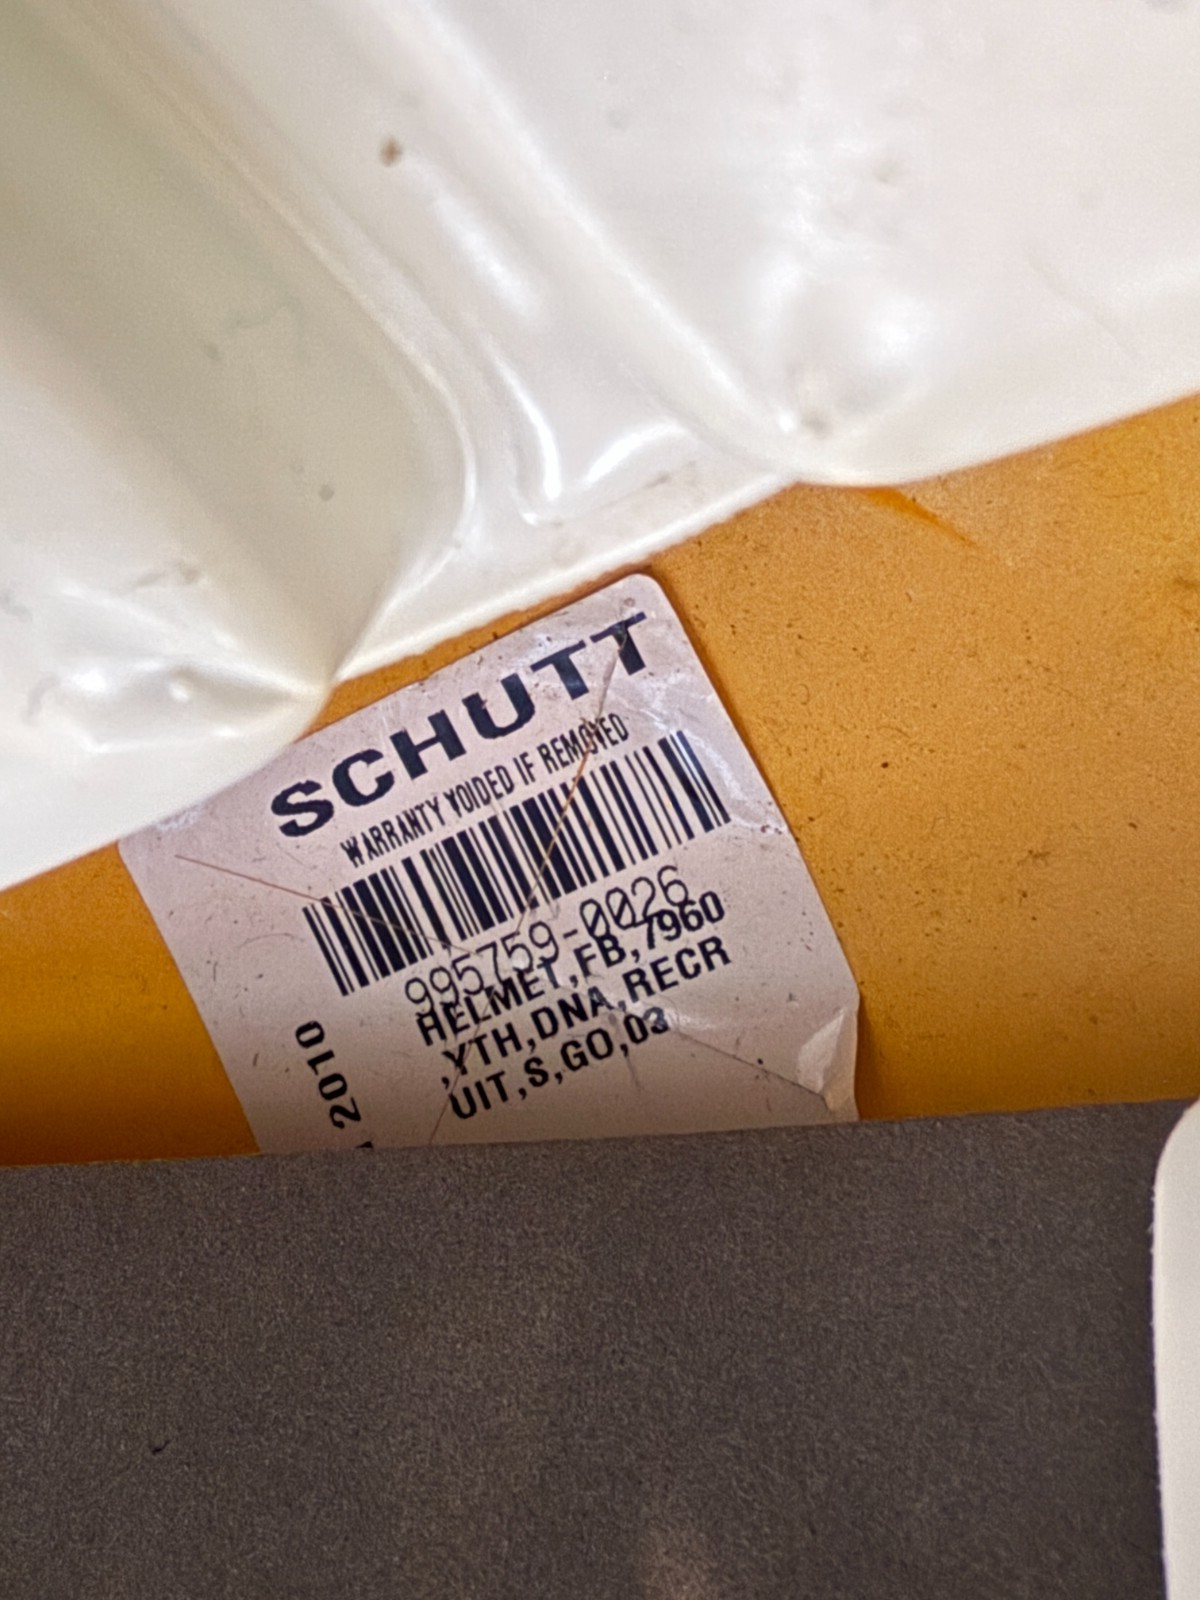 SCHUTT
WARRANTY VOIDED IF REMOVED
995759-0026
HELMET,FB,7960
,YTH,DNA,RECR
UIT,S,GO,03
2010